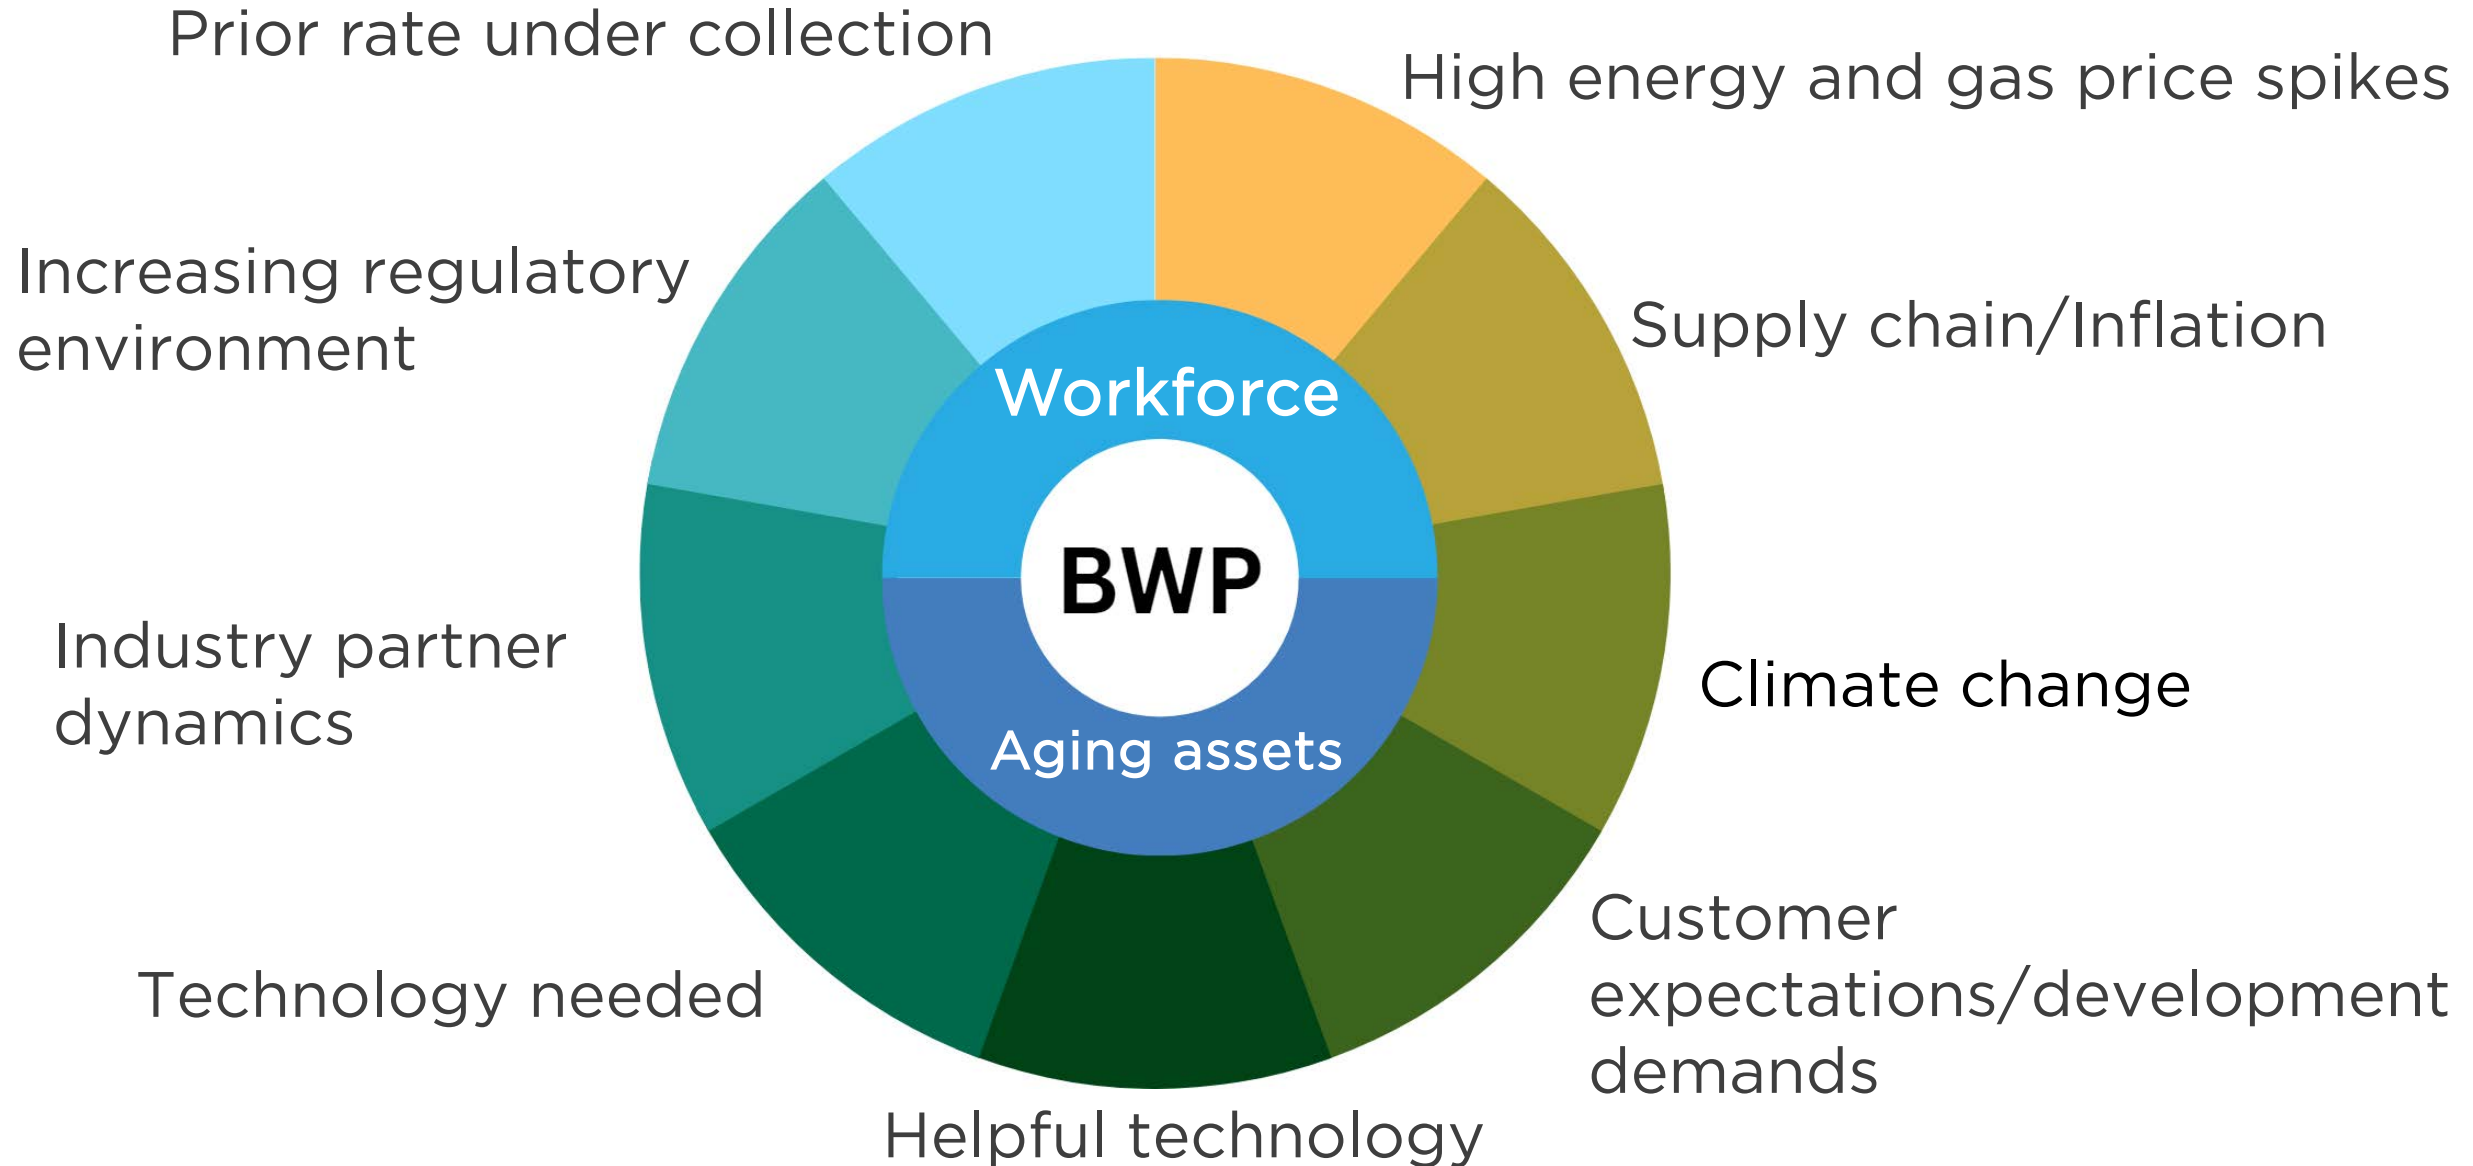 Prior rate under collection
High energy and gas price spikes
Increasing regulatory
environment
Supply chain/Inflation
Workforce
BWP
Industry partner
dynamics
Climate change
Aging assets
Customer
expectations/development
demands
Technology needed
Helpful technology